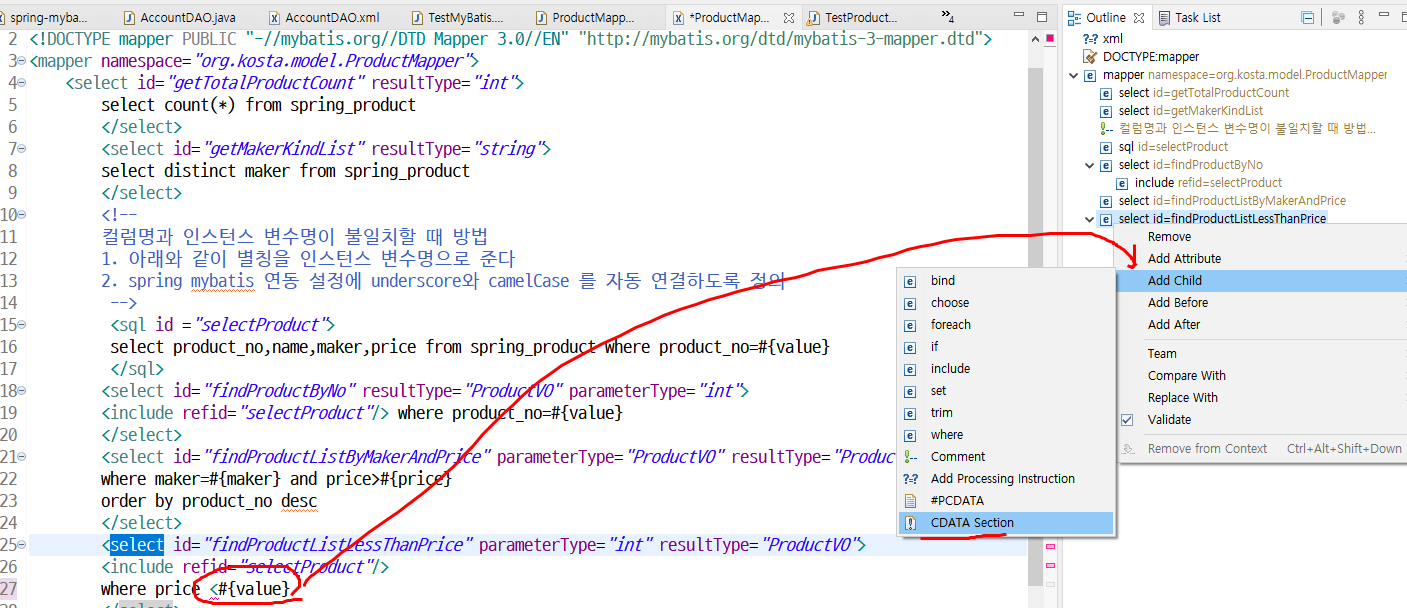 spring-myba...
AccountDAO.java
AccountDAO.xml
TestMyBatis....
ProductMapp...
*ProductMap...
TestProduct...
»4
Outline
Task List
2 <!DOCTYPE mapper PUBLIC "-//mybatis.org//DTD Mapper 3.0//EN" "http://mybatis.org/dtd/mybatis-3-mapper.dtd">
3 <mapper namespace="org.kosta.model.ProductMapper">
4 <select id="getTotalProductCount" resultType="int">
5 select count(*) from spring_product
6 </select>
7 <select id="getMakerKindList" resultType="string">
8 select distinct maker from spring_product
9 </select>
10 <!--
11 컬럼명과 인스턴스 변수명이 불일치할 때 방법
12 1. 아래와 같이 별칭을 인스턴스 변수명으로 준다
13 2. spring mybatis 연동 설정에 underscore와 camelCase 를 자동 연결하도록 정의
14 -->
15 <sql id ="selectProduct">
16 select product_no,name,maker,price from spring_product where product_no=#{value}
17 </sql>
18 <select id="findProductByNo" resultType="ProductVO" parameterType="int">
19 <include refid="selectProduct"/> where product_no=#{value}
20 </select>
21 <select id="findProductListByMakerAndPrice" parameterType="ProductVO" resultType="Produc
22 where maker=#{maker} and price>#{price}
23 order by product_no desc
24 </select>
25 <select id="findProductListLessThanPrice" parameterType="int" resultType="ProductVO">
26 <include refid="selectProduct"/>
27 where price <#{value}
28 </select>
xml
DOCTYPE:mapper
mapper namespace=org.kosta.model.ProductMapper
select id=getTotalProductCount
select id=getMakerKindList
컬럼명과 인스턴스 변수명이 불일치할 때 방법...
sql id=selectProduct
select id=findProductByNo
include refid=selectProduct
select id=findProductListByMakerAndPrice
select id=findProductListLessThanPrice
Remove
Add Attribute
Add Child
Add Before
Add After
Team
Compare With
Replace With
Validate
Remove from Context Ctrl+Alt+Shift+Down
bind
choose
foreach
if
include
set
trim
where
Comment
Add Processing Instruction
#PCDATA
CDATA Section